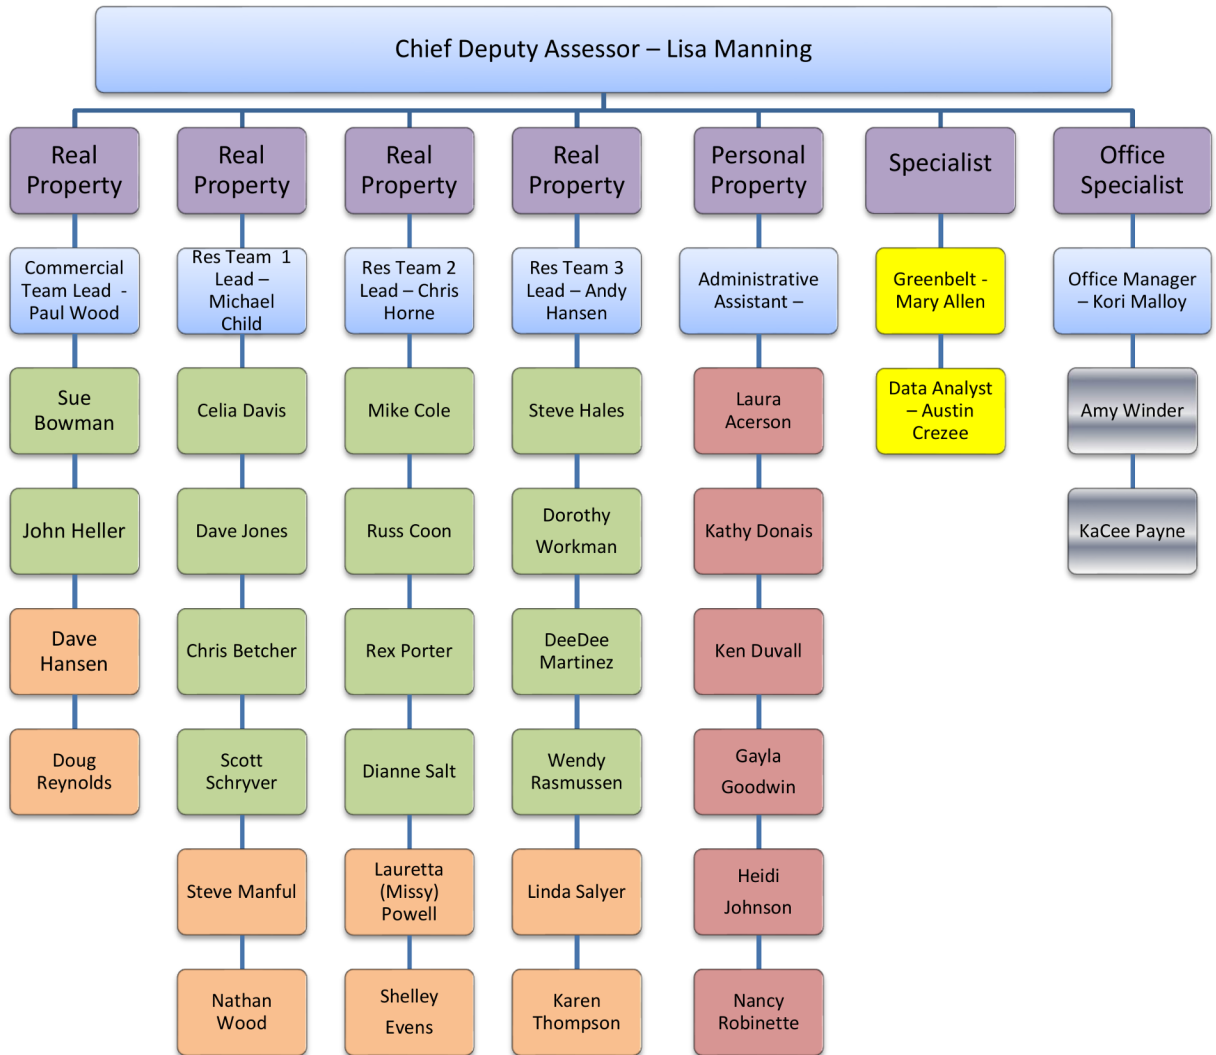 Chief Deputy Assessor – Lisa Manning
Real
Property
Commercial
Team Lead -
Paul Wood
Sue
Bowman
John Heller
Dave
Hansen
Doug
Reynolds
Real
Property
Res Team 1
Lead –
Michael
Child
Celia Davis
Dave Jones
Chris Betcher
Scott
Schryver
Steve Manful
Nathan
Wood
Real
Property
Res Team 2
Lead – Chris
Horne
Mike Cole
Russ Coon
Rex Porter
Dianne Salt
Lauretta
(Missy)
Powell
Shelley
Evens
Real
Property
Res Team 3
Lead – Andy
Hansen
Steve Hales
Dorothy
Workman
DeeDee
Martinez
Wendy
Rasmussen
Linda Salyer
Karen
Thompson
Personal
Property
Administrative
Assistant –
Laura
Acerson
Kathy Donais
Ken Duvall
Gayla
Goodwin
Heidi
Johnson
Nancy
Robinette
Specialist
Greenbelt -
Mary Allen
Data Analyst
– Austin
Crezee
Office
Specialist
Office Manager
– Kori Malloy
Amy Winder
KaCee Payne